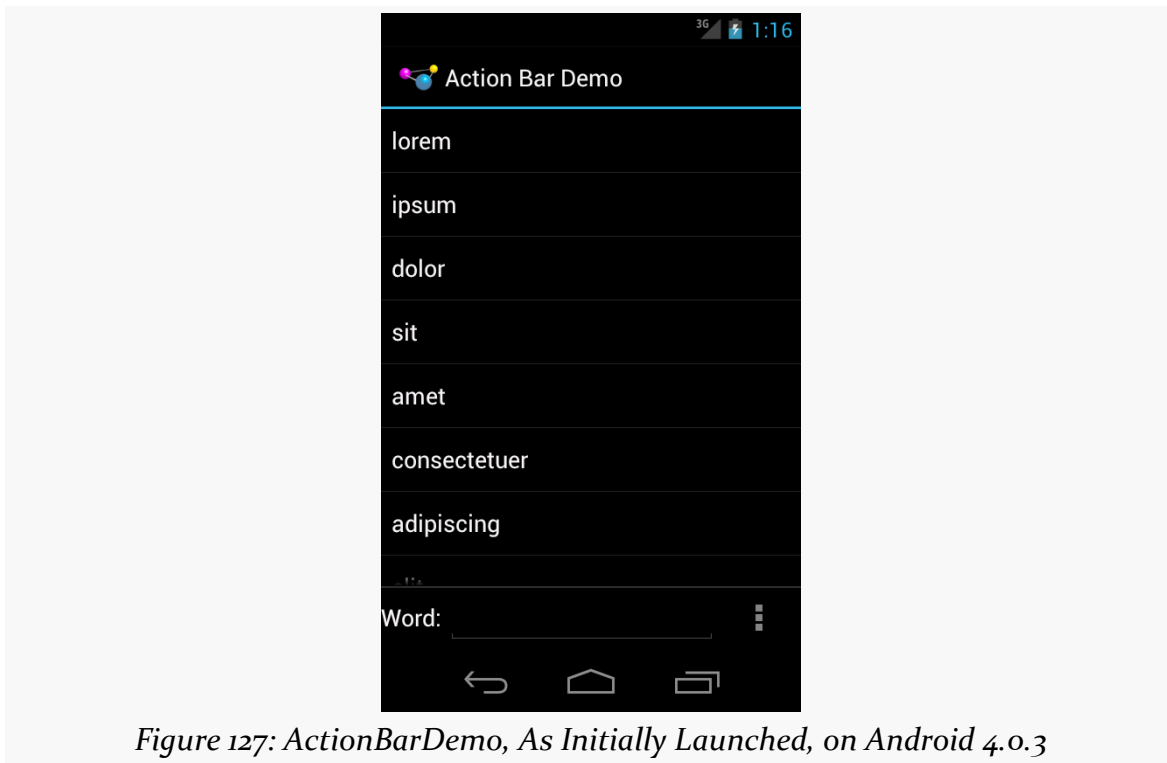 3G 1:16
Action Bar Demo
lorem
ipsum
dolor
sit
amet
consectetuer
adipiscing
Word:
Figure 127: ActionBarDemo, As Initially Launched, on Android 4.0.3